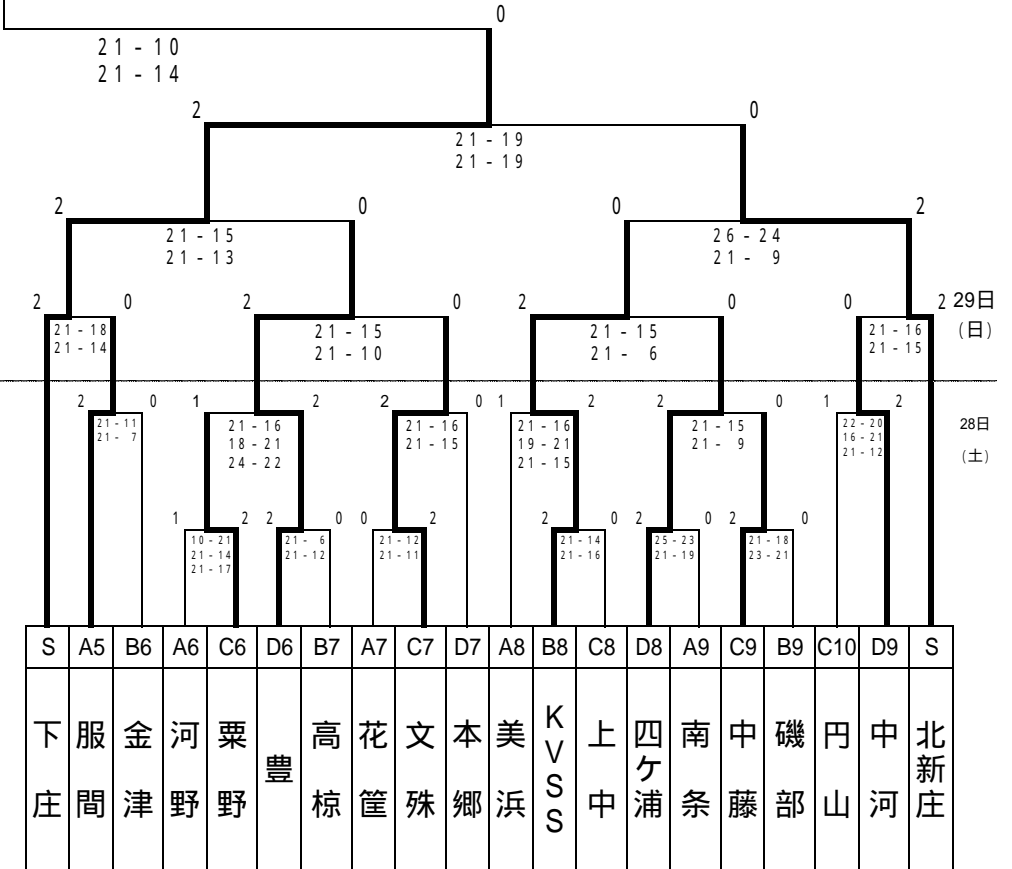 0
21-10
21-14
2 0
21-19
21-19
2 0 0 2
21-15 26-24
21-13 21- 9
2 0 2 0 2 0 0 2 29日
21-18 21-15 21-15 21-16 (日)
21-14 21-10 21- 6 21-15
2 0 1 2 2 0 1 2 2 0 1 2
21-11 21-16 21-16 21-16 21-15 22-20 28日
21- 7 18-21 21-15 19-21 21- 9 16-21
24-22 21-15 21-12 (土)
1 2 2 0 0 2 2 0 2 0 2 0
10-21 21- 6 21-12 21-14 25-23 21-18
21-14 21-12 21-11 21-16 21-19 23-21
21-17
S A5 B6 A6 C6 D6 B7 A7 C7 D7 A8 B8 C8 D8 A9 C9 B9 C10 D9 S
下庄 服間 金津 河野 粟野 豊 高椋 花筐 文殊 本郷 美浜 KVSS 上中 四ケ浦 南条 中藤 磯部 円山 中河 北新庄